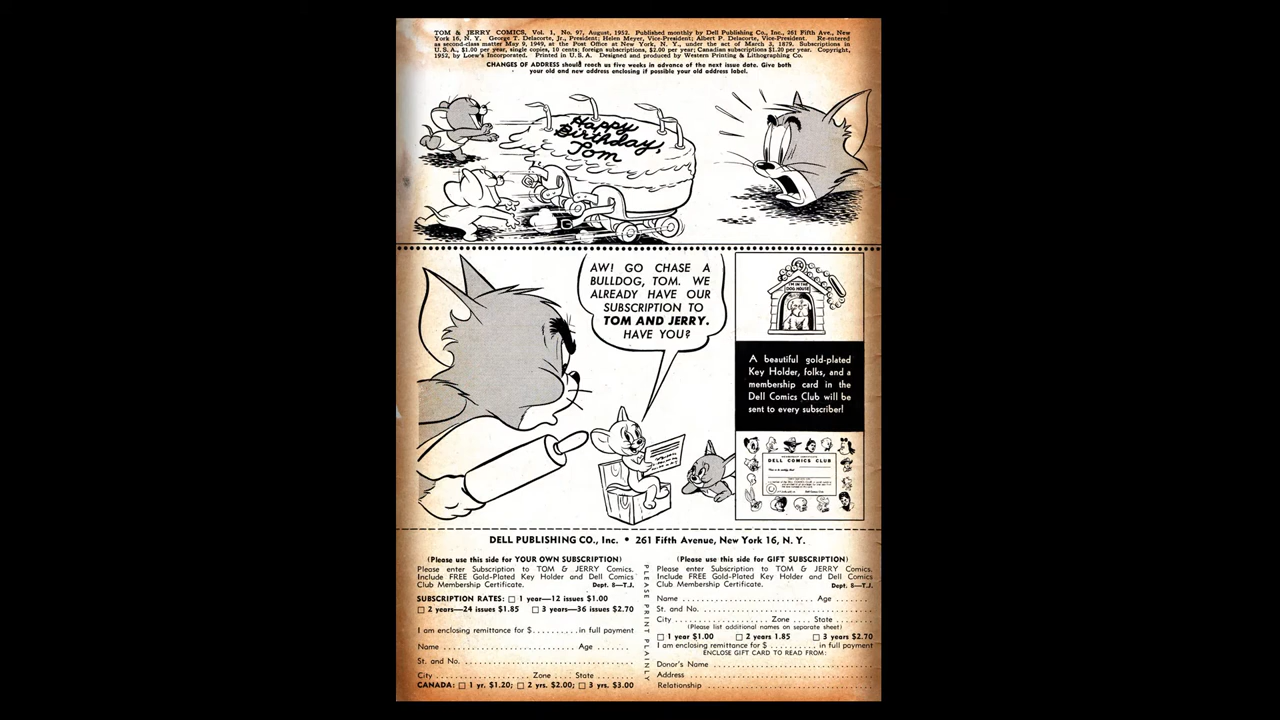 TOM & JERRY COMICS, Vol. 1, No. 97, August, 1952. Published monthly by Dell Publishing Co., Inc., 261 Fifth Ave., New
York 16, N. Y. George T. Delacorte, Jr., President; Helen Meyer, Vice-President; Albert P. Delacorte, Vice-President. Re-entered
as second-class matter May 9, 1949, at the Post Office at New York, N. Y., under the act of March 3, 1879. Subscriptions in
U. S. A., $1.00 per year, single copies, 10 cents; foreign subscriptions, $2.00 per year; Canadian subscriptions $1.20 per year. Copyright,
1952, by Loew's Incorporated. Printed in U. S. A. Designed and produced by Western Printing & Lithographing Co.
CHANGES OF ADDRESS should reach us five weeks in advance of the next issue date. Give both
your old and new address enclosing if possible your old address label.
Happy
Birthday,
Tom
AW! GO CHASE A
BULLDOG, TOM. WE
ALREADY HAVE OUR
SUBSCRIPTION TO
TOM AND JERRY.
HAVE YOU?
I'M IN THE
DOG HOUSE
A beautiful gold-plated
Key Holder, folks, and a
membership card in the
Dell Comics Club will be
sent to every subscriber!
DELL COMICS CLUB
DELL PUBLISHING CO., Inc. • 261 Fifth Avenue, New York 16, N. Y.
(Please use this side for YOUR OWN SUBSCRIPTION)
Please enter Subscription to TOM & JERRY Comics.
Include FREE Gold-Plated Key Holder and Dell Comics
Club Membership Certificate. Dept. 8—T.J.
SUBSCRIPTION RATES: □ 1 year—12 issues $1.00
□ 2 years—24 issues $1.85 □ 3 years—36 issues $2.70
I am enclosing remittance for $..........in full payment
Name ........................... Age .......
St. and No. ....................................
City ....................... Zone .... State .......
CANADA: □ 1 yr. $1.20; □ 2 yrs. $2.00; □ 3 yrs. $3.00
PLEASE PRINT PLAINLY
(Please use this side for GIFT SUBSCRIPTION)
Please enter Subscription to TOM & JERRY Comics.
Include FREE Gold-Plated Key Holder and Dell Comics
Club Membership Certificate. Dept. 8—T.J.
Name ........................... Age .......
St. and No. ....................................
City ....................... Zone .... State .......
(Please list additional names on separate sheet)
□ 1 year $1.00 □ 2 years 1.85 □ 3 years $2.70
I am enclosing remittance for $ .......... in full payment
ENCLOSE GIFT CARD TO READ FROM:
Donor's Name ................................
Address ....................................
Relationship .................................